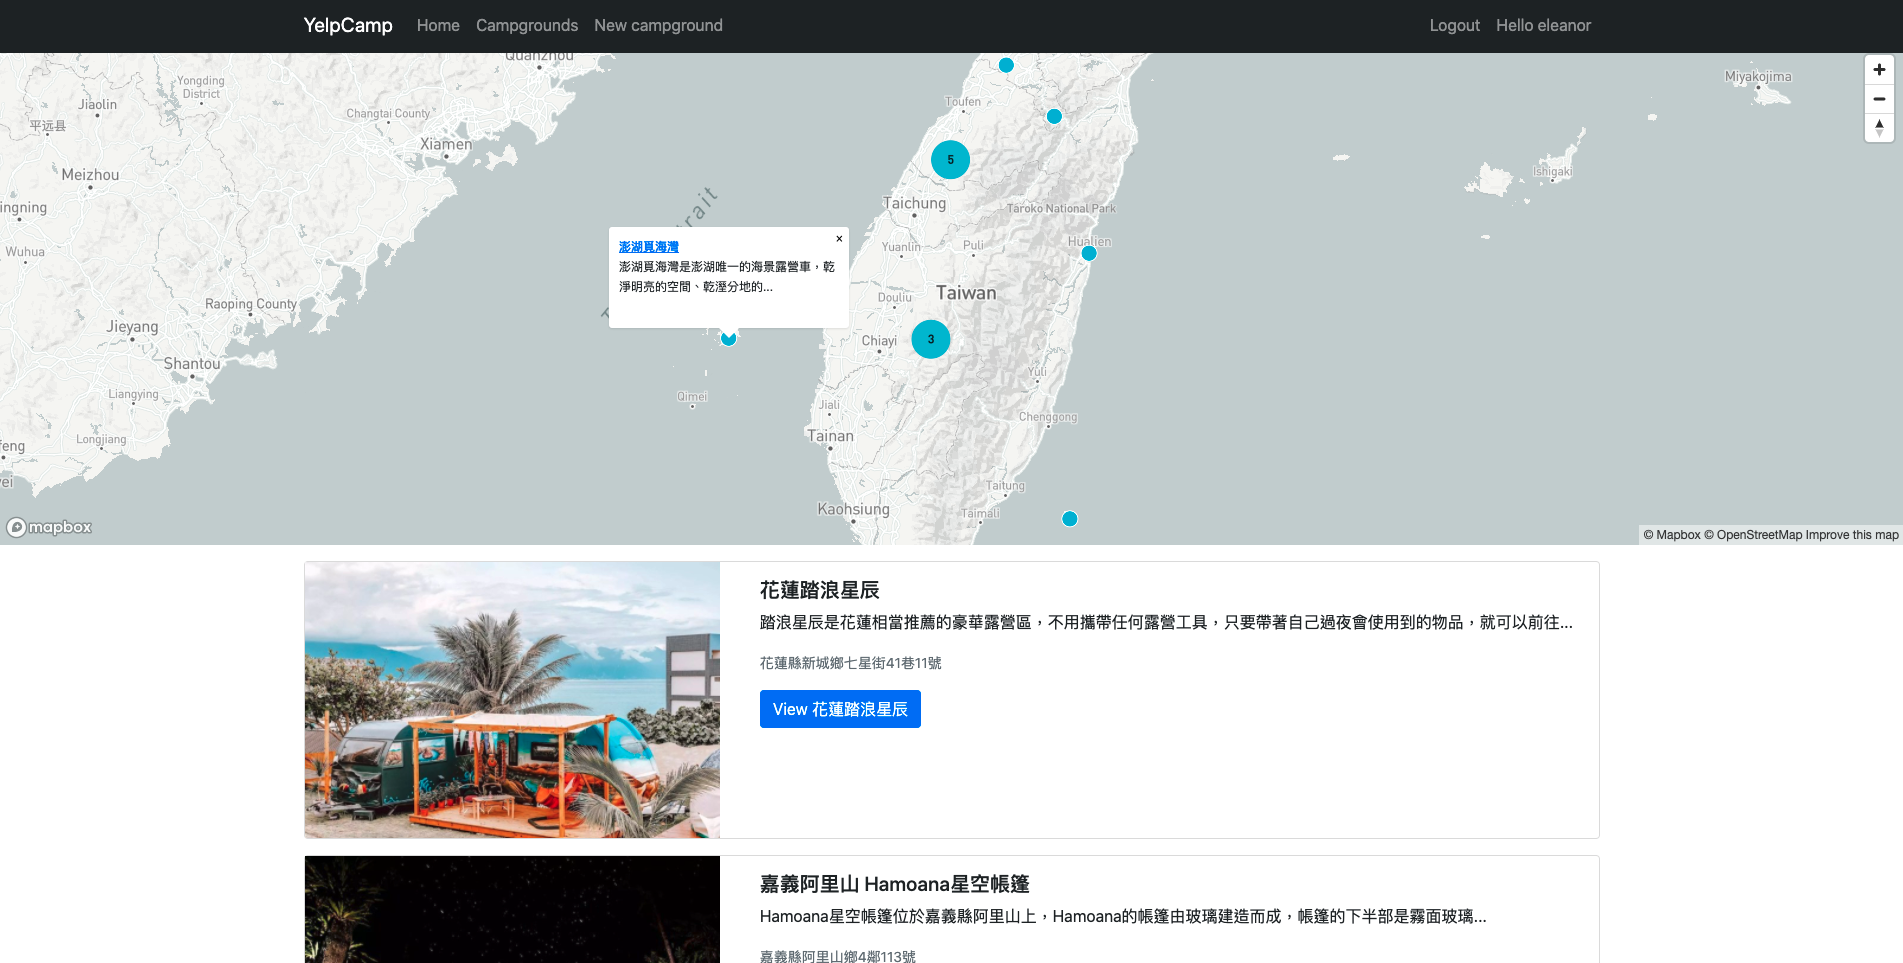 YelpCamp Home Campgrounds New campground Logout Hello eleanor
Quanzhou
Yongding
District
Jiaolin
平远县
Changtai County
Xiamen
Meizhou
ingning
Wuhua
Raoping County
Jieyang
Shantou
Liangying
Longjiang
feng
Toufen
5
Taichung
Taroko National Park
Yuanlin
Puli
Hualien
Douliu
Taiwan
Chiayi
3
Yuli
Qimei
Jiali
Chenggong
Tainan
Taitung
Kaohsiung
Taimali
Miyakojima
Ishigaki
rait
×
澎湖覓海灣
澎湖覓海灣是澎湖唯一的海景露營車，乾
淨明亮的空間、乾溼分地的...
mapbox
© Mapbox © OpenStreetMap Improve this map
花蓮踏浪星辰
踏浪星辰是花蓮相當推薦的豪華露營區，不用攜帶任何露營工具，只要帶著自己過夜會使用到的物品，就可以前往...
花蓮縣新城鄉七星街41巷11號
View 花蓮踏浪星辰
嘉義阿里山 Hamoana星空帳篷
Hamoana星空帳篷位於嘉義縣阿里山上，Hamoana的帳篷由玻璃建造而成，帳篷的下半部是霧面玻璃...
嘉義縣阿里山鄉4鄰113號